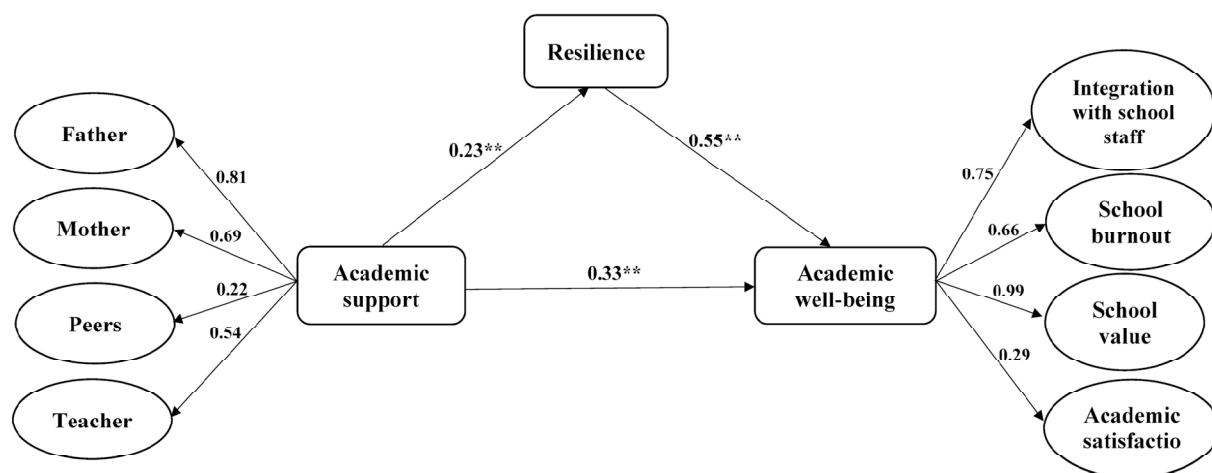 Resilience
Father
0.81
Mother
0.69
Peers
0.22
Teacher
0.54
Academic
support
0.23**
0.55**
0.33**
Academic
well-being
0.75
0.66
0.99
0.29
Integration
with school
staff
School
burnout
School
value
Academic
satisfactio